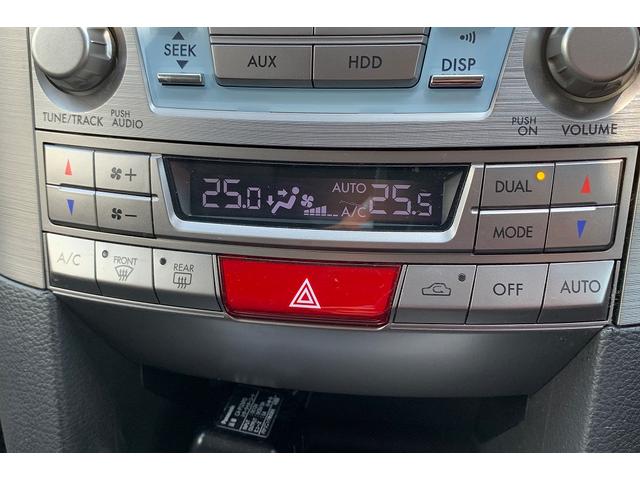 SEEK
AUX
HDD
DISP
TUNE/TRACK
PUSH
AUDIO
PUSH
ON
VOLUME
25.0
AUTO
A/C
25.5
DUAL
MODE
A/C
FRONT
REAR
OFF
AUTO
Panasonic